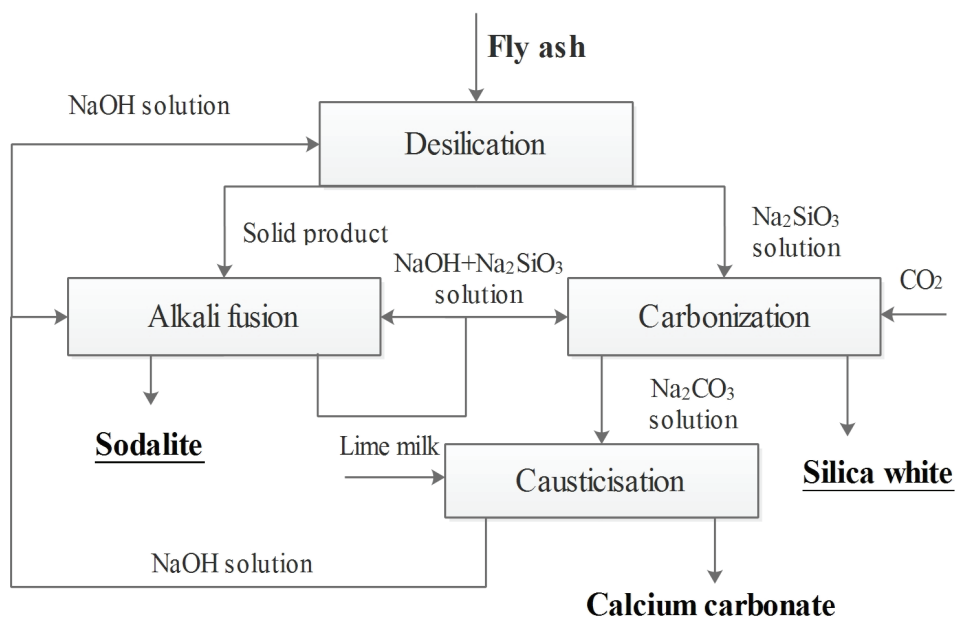 Fly ash
NaOH solution
Desilication
Solid product
Na₂SiO₃
solution
NaOH+Na₂SiO₃
solution
CO₂
Alkali fusion
Carbonization
Na₂CO₃
solution
Sodalite
Lime milk
Causticisation
Silica white
NaOH solution
Calcium carbonate